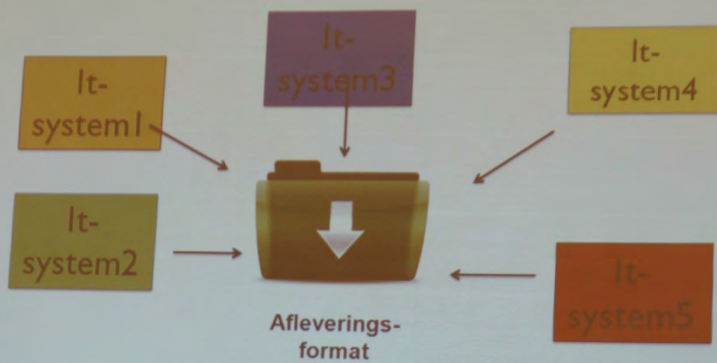 It-
system1
It-
system3
It-
system4
It-
system2
It-
system5
Afleverings-
format